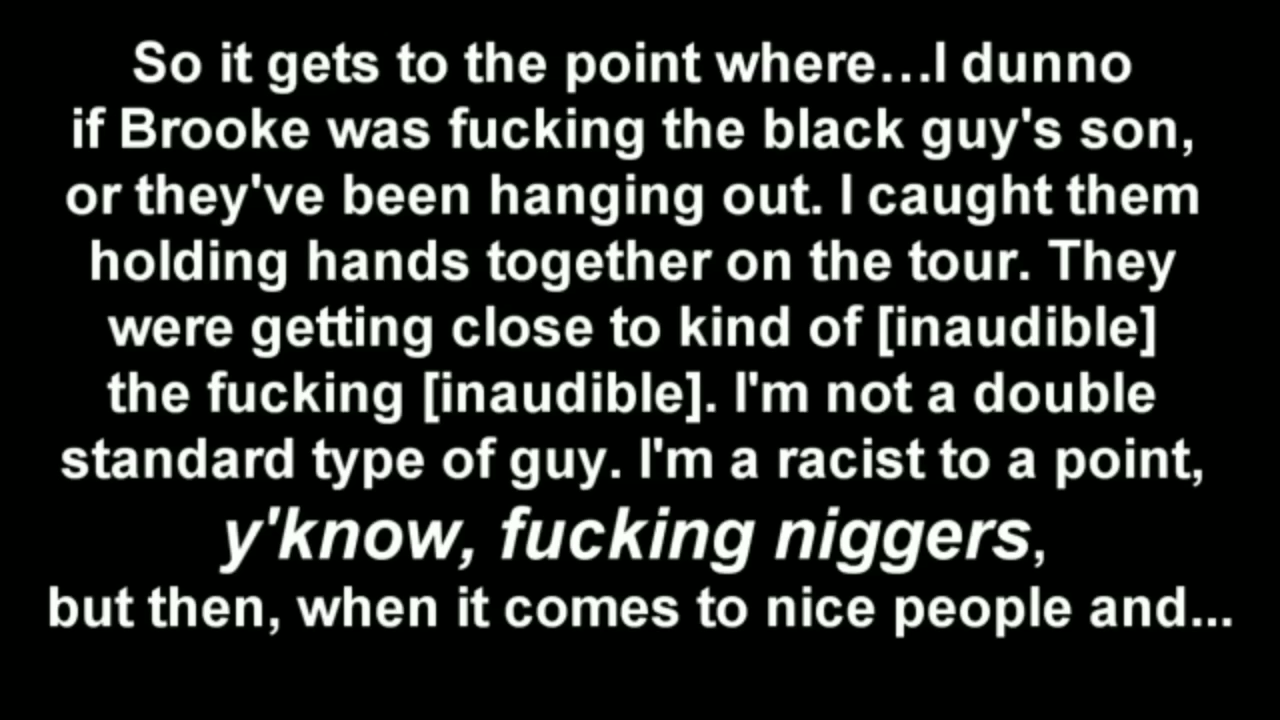 So it gets to the point where...I dunno
if Brooke was fucking the black guy's son,
or they've been hanging out. I caught them
holding hands together on the tour. They
were getting close to kind of [inaudible]
the fucking [inaudible]. I'm not a double
standard type of guy. I'm a racist to a point,
y'know, fucking niggers,
but then, when it comes to nice people and...